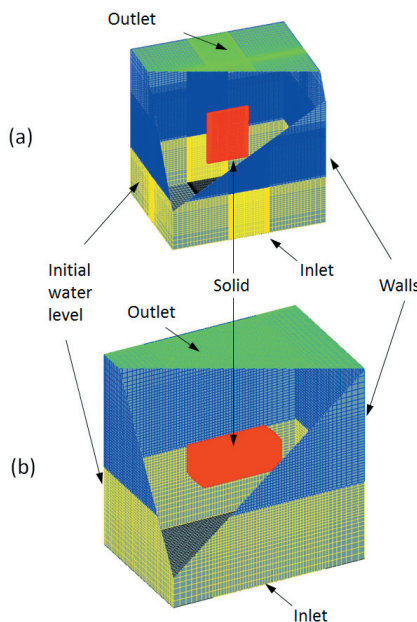 Outlet
(a)
Inlet
Initial
water
level
Solid
Walls
Outlet
(b)
Inlet